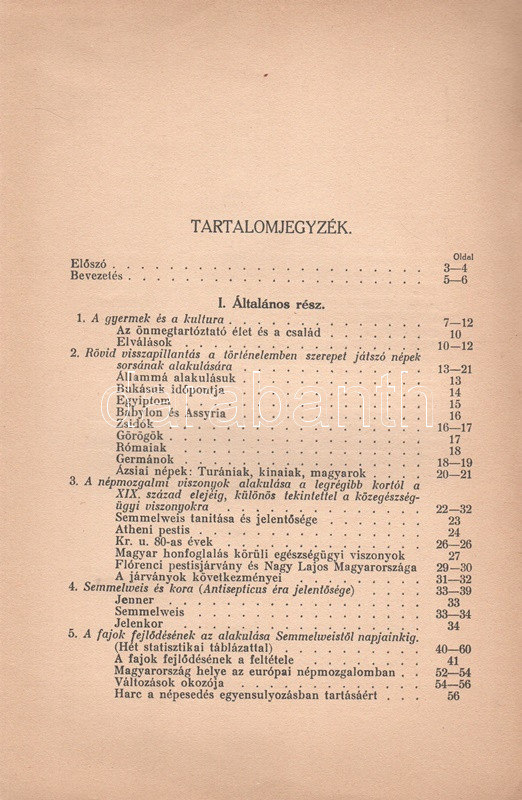 TARTALOMJEGYZÉK.
Oldal
Előszó . . . . . . . . . . . . . . . . . . . . 3—4
Bevezetés . . . . . . . . . . . . . . . . . . . 5—6
I. Általános rész.
1. A gyermek és a kultura . . . . . . . . . . . . 7—12
Az önmegtartóztató élet és a család . . . . . . 10
Elválások . . . . . . . . . . . . . . . . . 10—12
2. Rövid visszapillantás a történelemben szerepet játszó népek
sorsának alakulására . . . . . . . . . . . . 13—21
Állammá alakulásuk . . . . . . . . . . . . 13
Bukásuk időpontja . . . . . . . . . . . . 14
Egyiptom . . . . . . . . . . . . . . . . 15
Babylon és Assyria . . . . . . . . . . . . 16
Zsidók . . . . . . . . . . . . . . . . . 16—17
Görögök . . . . . . . . . . . . . . . . 17
Rómaiak . . . . . . . . . . . . . . . . 18
Germánok . . . . . . . . . . . . . . . 18—19
Ázsiai népek: Turániak, kinaiak, magyarok . . . . 20—21
3. A népmozgalmi viszonyok alakulása a legrégibb kortól a
XIX. század elejéig, különös tekintettel a közegészség-
ügyi viszonyokra . . . . . . . . . . . . . 22—32
Semmelweis tanitása és jelentősége . . . . . . . 23
Atheni pestis . . . . . . . . . . . . . . . 24
Kr. u. 80-as évek . . . . . . . . . . . . . 26—26
Magyar honfoglalás körüli egészségügyi viszonyok 27
Flórenci pestisjárvány és Nagy Lajos Magyarországa 29—30
A járványok következményei . . . . . . . . . 31—32
4. Semmelweis és kora (Antisepticus éra jelentősége) . . . . 33—39
Jenner . . . . . . . . . . . . . . . . . 33
Semmelweis . . . . . . . . . . . . . . . 33—34
Jelenkor . . . . . . . . . . . . . . . . 34
5. A fajok fejlődésének az alakulása Semmelweistől napjainkig.
(Hét statisztikai táblázattal) . . . . . . . . . 40—60
A fajok fejlődésének a feltétele . . . . . . . . 41
Magyarország helye az európai népmozgalomban . . 52—54
Változások okozója . . . . . . . . . . . . 54—56
Harc a népesedés egyensulyozásban tartásáért . . . 56
darabanth